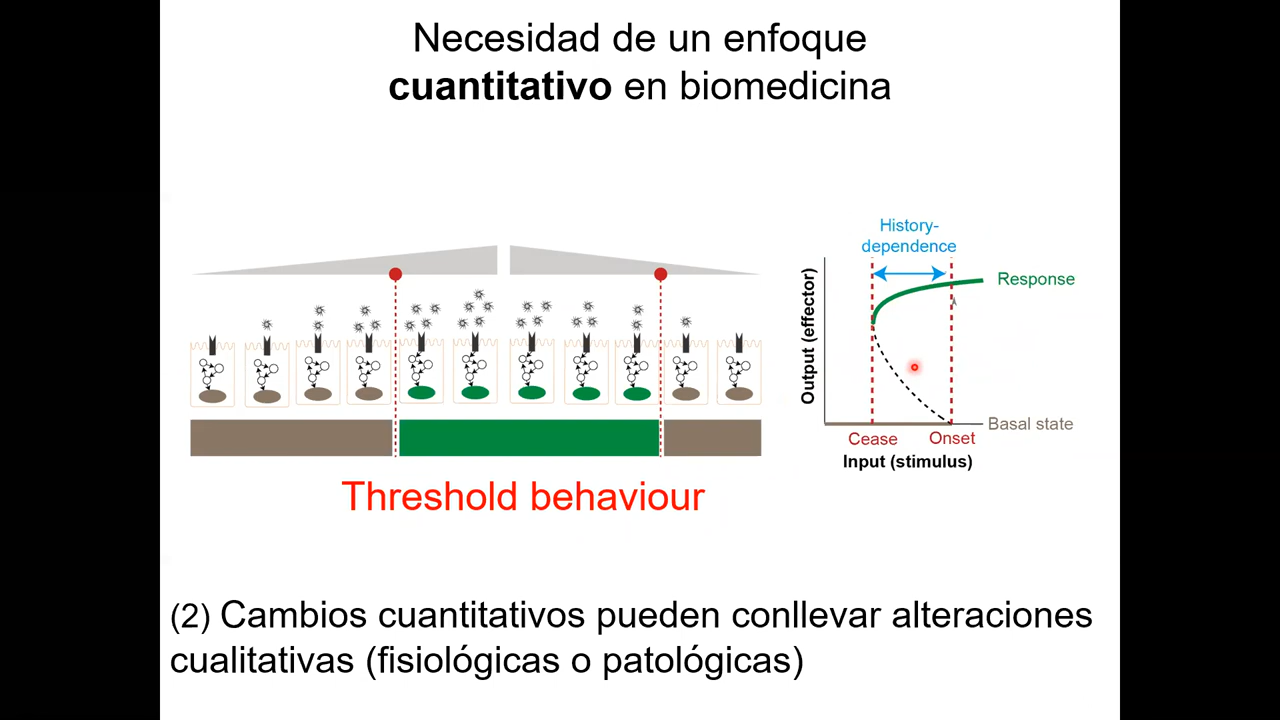 Necesidad de un enfoque
cuantitativo en biomedicina
History-
dependence
Response
Output (effector)
Basal state
Cease
Onset
Input (stimulus)
Threshold behaviour
(2) Cambios cuantitativos pueden conllevar alteraciones
cualitativas (fisiológicas o patológicas)